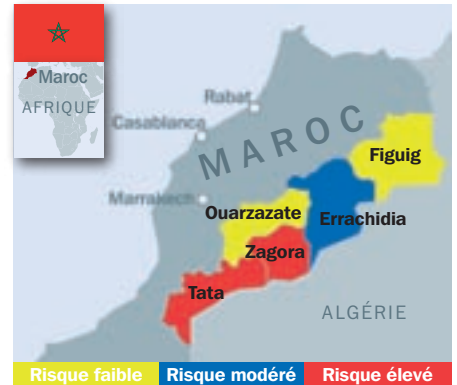 Maroc
AFRIQUE
Rabat
Casablanca
MAROC
Marrakech
Figuig
Ouarzazate
Errachidia
Zagora
Tata
ALGÉRIE
Risque faible Risque modéré Risque élevé